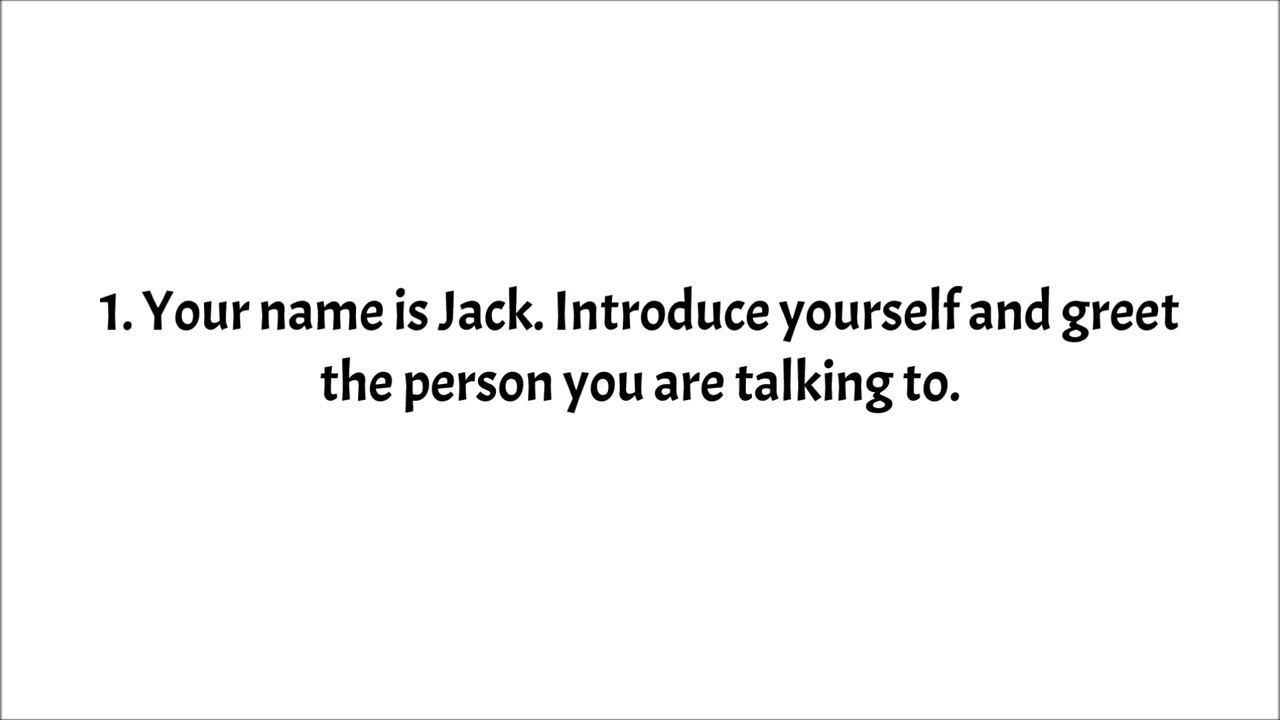 1. Your name is Jack. Introduce yourself and greet
the person you are talking to.